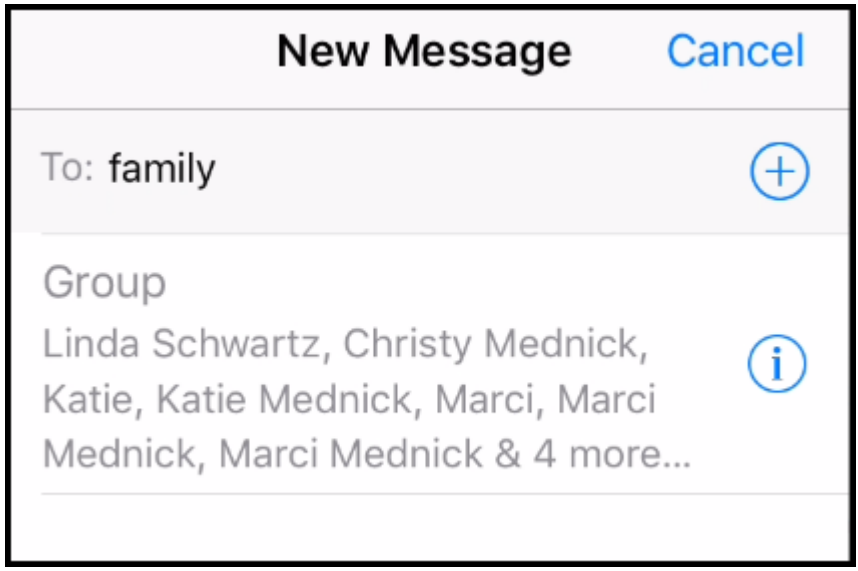 New Message Cancel
To: family
Group
Linda Schwartz, Christy Mednick,
Katie, Katie Mednick, Marci, Marci
Mednick, Marci Mednick & 4 more...